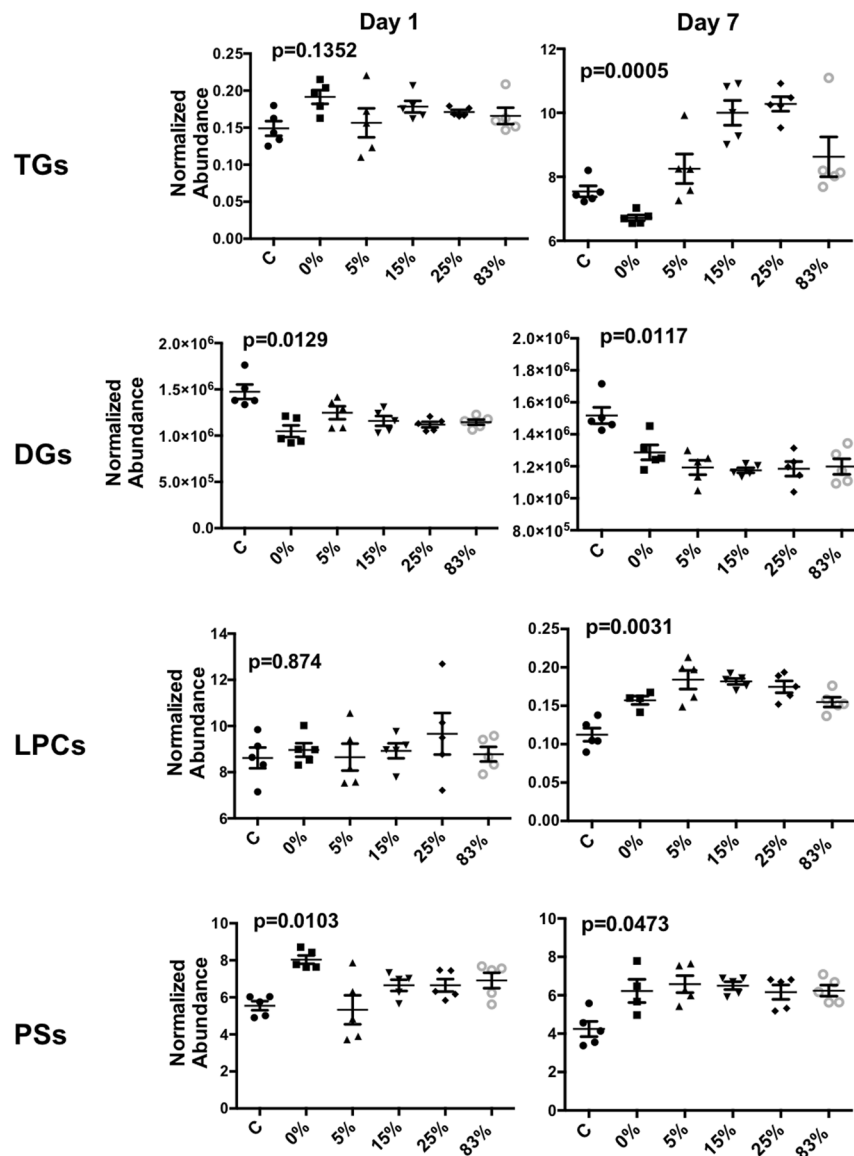 Day 1
Day 7
TGs
Normalized
Abundance
p=0.1352
0.25
0.20
0.15
0.10
0.05
0.00
C
0%
5%
15%
25%
83%
p=0.0005
12
10
8
6
C
0%
5%
15%
25%
83%
DGs
Normalized
Abundance
p=0.0129
2.0×10⁶
1.5×10⁶
1.0×10⁶
5.0×10⁵
0.0
C
0%
5%
15%
25%
83%
p=0.0117
2.0×10⁶
1.8×10⁶
1.6×10⁶
1.4×10⁶
1.2×10⁶
1.0×10⁶
8.0×10⁵
C
0%
5%
15%
25%
83%
LPCs
Normalized
Abundance
p=0.874
14
12
10
8
6
C
0%
5%
15%
25%
83%
p=0.0031
0.25
0.20
0.15
0.10
0.05
0.00
C
0%
5%
15%
25%
83%
PSs
Normalized
Abundance
p=0.0103
10
8
6
4
2
0
C
0%
5%
15%
25%
83%
p=0.0473
10
8
6
4
2
0
C
0%
5%
15%
25%
83%